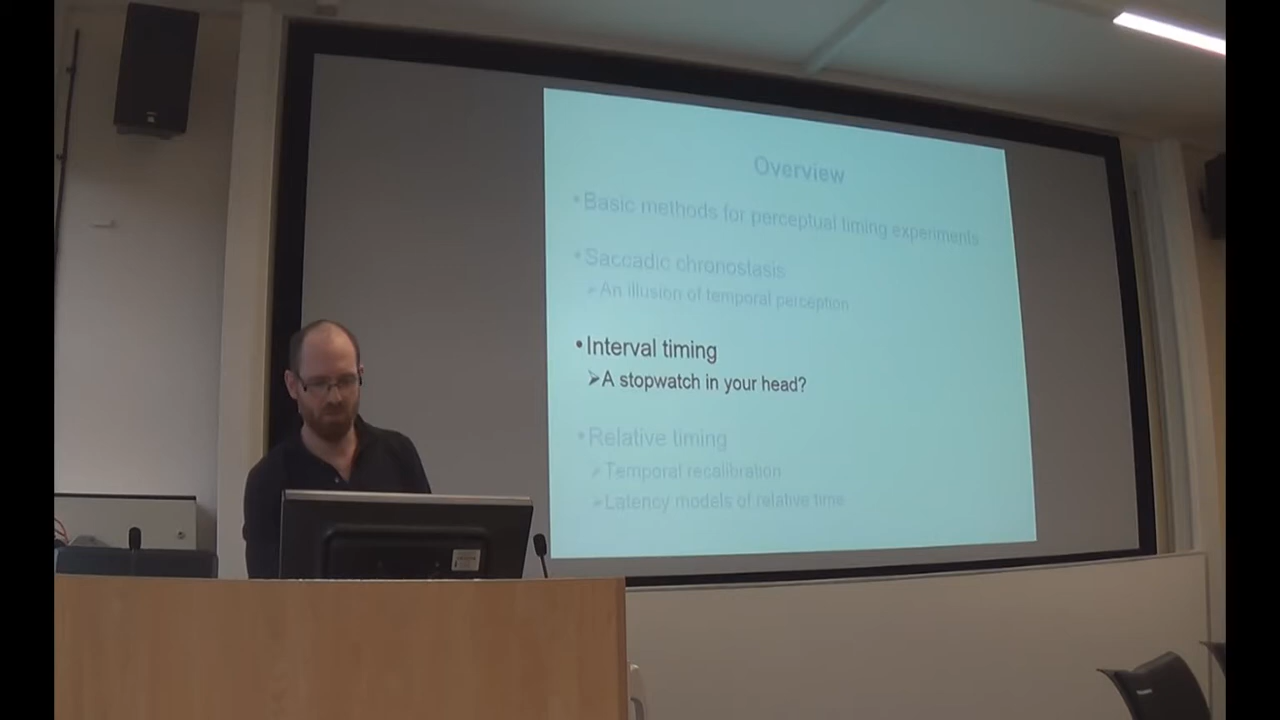 Overview
•Basic methods for perceptual timing experiments
•Saccadic chronostasis
➢An illusion of temporal perception
•Interval timing
➢A stopwatch in your head?
•Relative timing
➢Temporal recalibration
➢Latency models of relative time